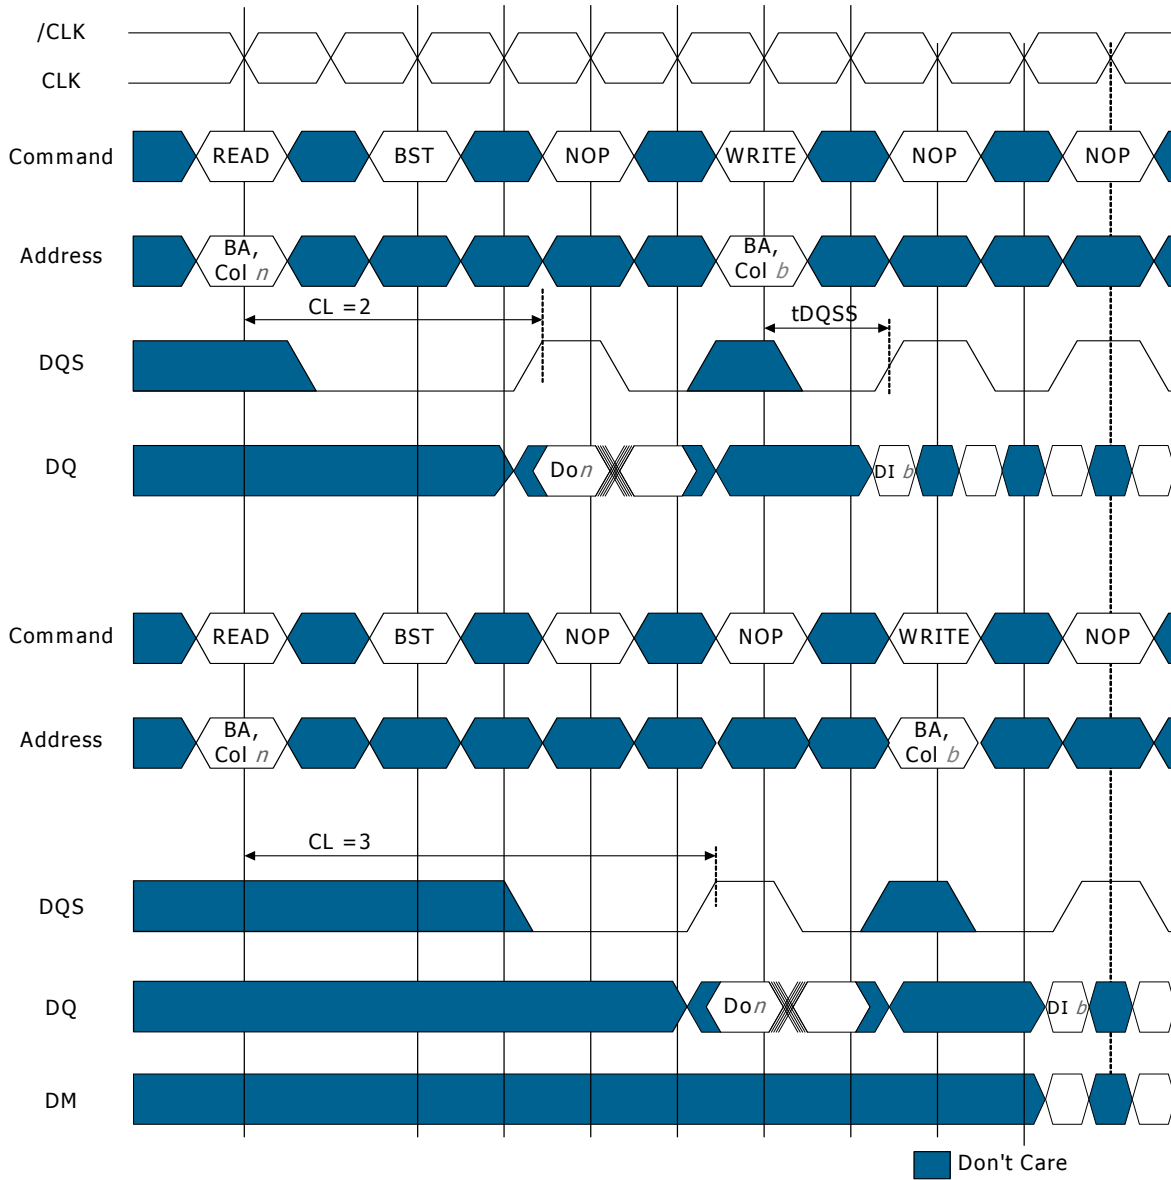 /CLK
CLK
Command READ BST NOP WRITE NOP NOP
Address BA, Col n BA, Col b
CL =2 tDQSS
DQS
DQ Don DI b
Command READ BST NOP NOP WRITE NOP
Address BA, Col n BA, Col b
CL =3
DQS
DQ Don DI b
DM
Don't Care